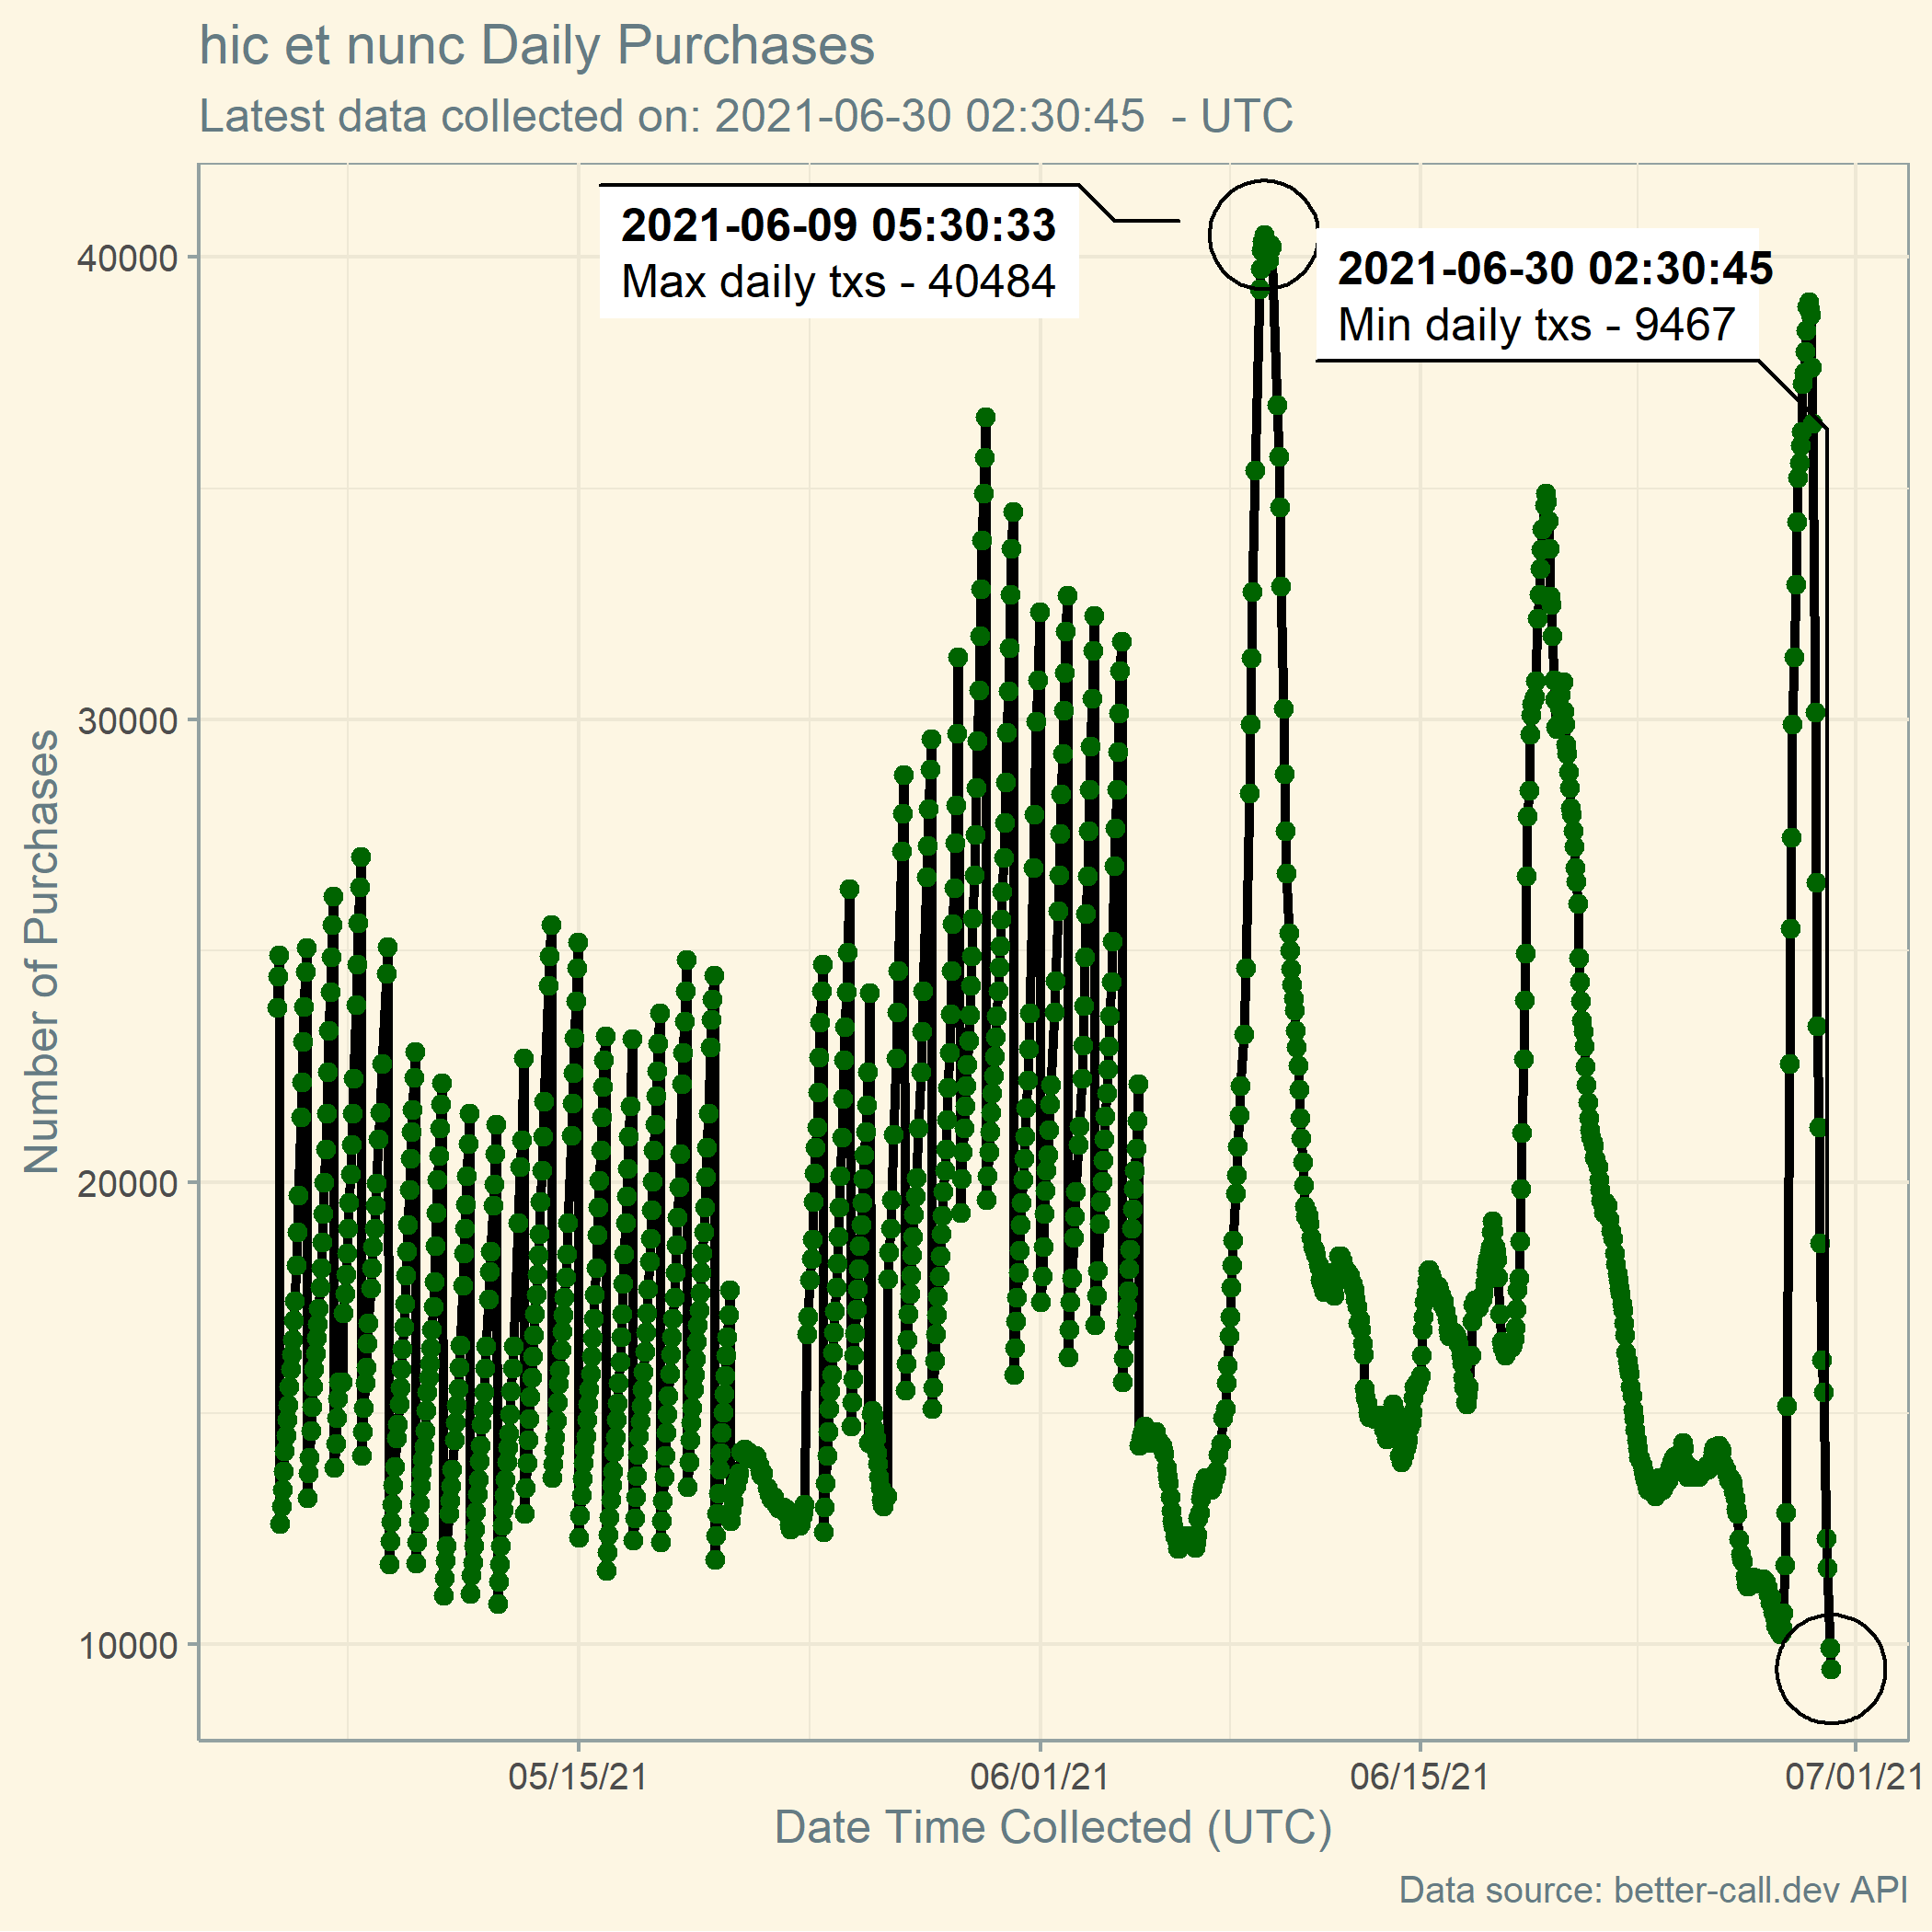 hic et nunc Daily Purchases
Latest data collected on: 2021-06-30 02:30:45  - UTC
2021-06-09 05:30:33
Max daily txs - 40484
2021-06-30 02:30:45
Min daily txs - 9467
Number of Purchases
40000
30000
20000
10000
05/15/21
06/01/21
06/15/21
07/01/21
Date Time Collected (UTC)
Data source: better-call.dev API